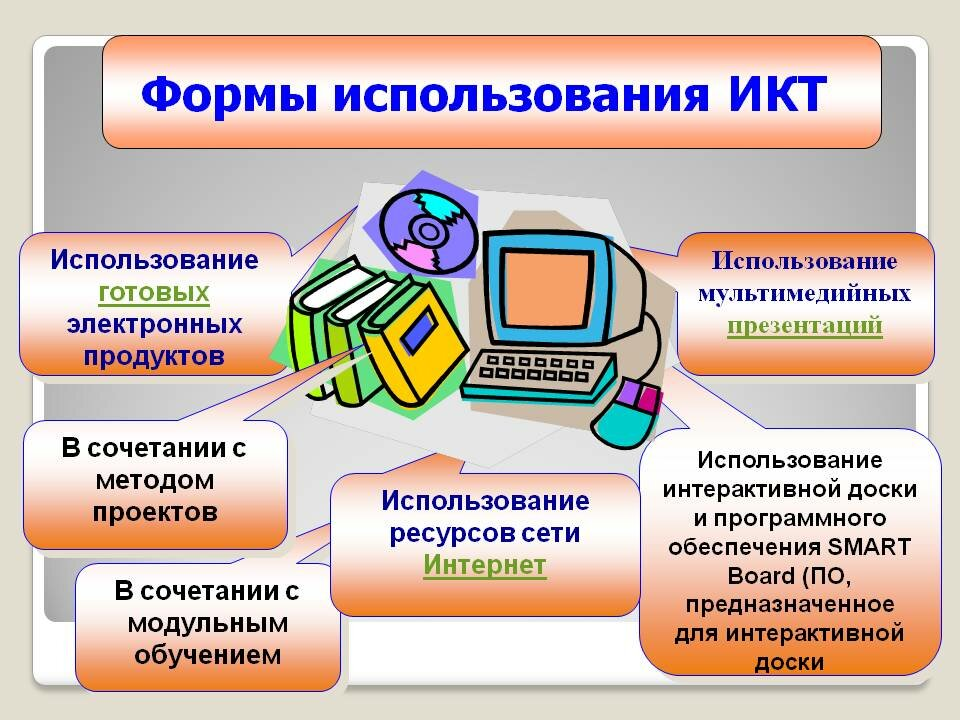 Формы использования ИКТ
Использование
готовых
электронных
продуктов
Использование
мультимедийных
презентаций
В сочетании с
методом
проектов
Использование
ресурсов сети
Интернет
Использование
интерактивной доски
и программного
обеспечения SMART
Board (ПО,
предназначенное
для интерактивной
доски
В сочетании с
модульным
обучением